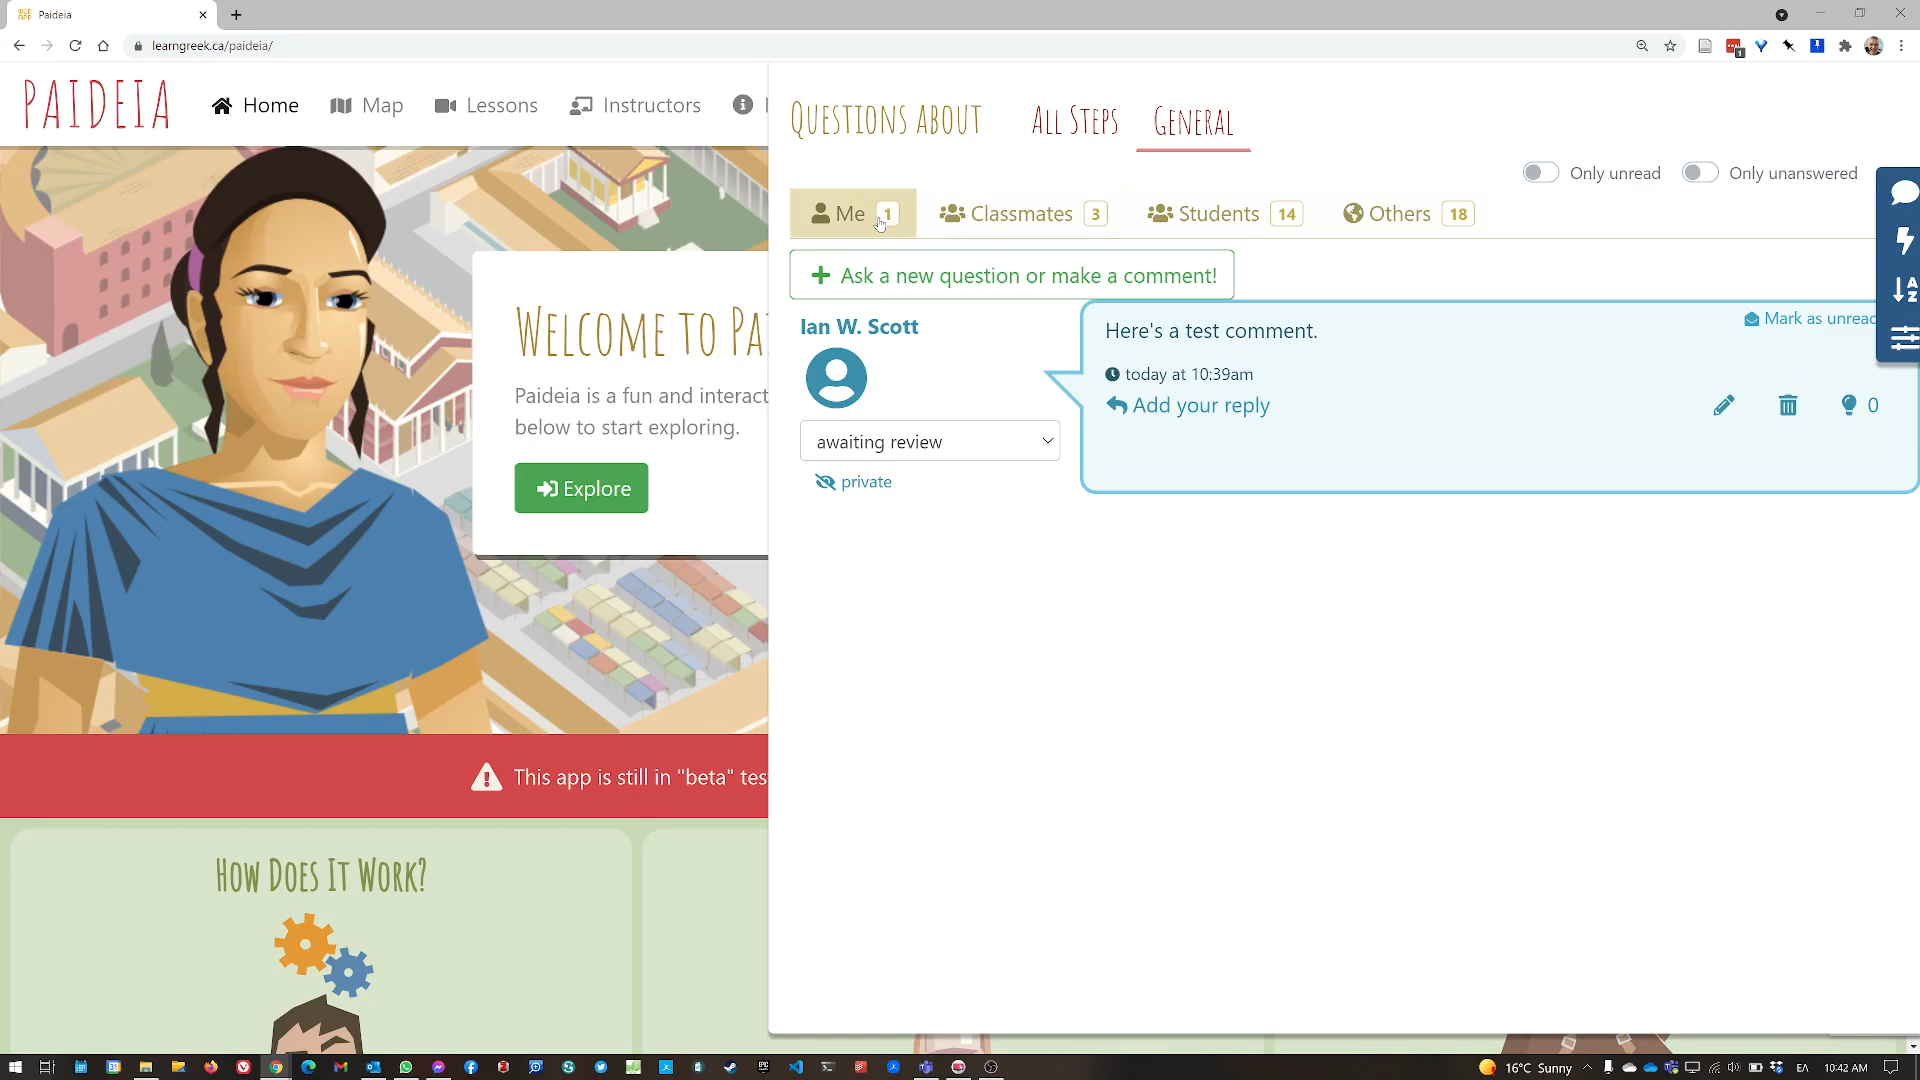 Paideia
learngreek.ca/paideia/
1
PAIDEIA
Home
Map
Lessons
Instructors
QUESTIONS ABOUT
ALL STEPS
GENERAL
Only unread
Only unanswered
Me 1
Classmates 3
Students 14
Others 18
Ask a new question or make a comment!
Ian W. Scott
Here's a test comment.
Mark as unread
today at 10:39am
Add your reply
0
awaiting review
private
WELCOME TO PA
Paideia is a fun and interact
below to start exploring.
Explore
This app is still in "beta" tes
HOW DOES IT WORK?
16°C Sunny
ΕΛ
10:42 AM